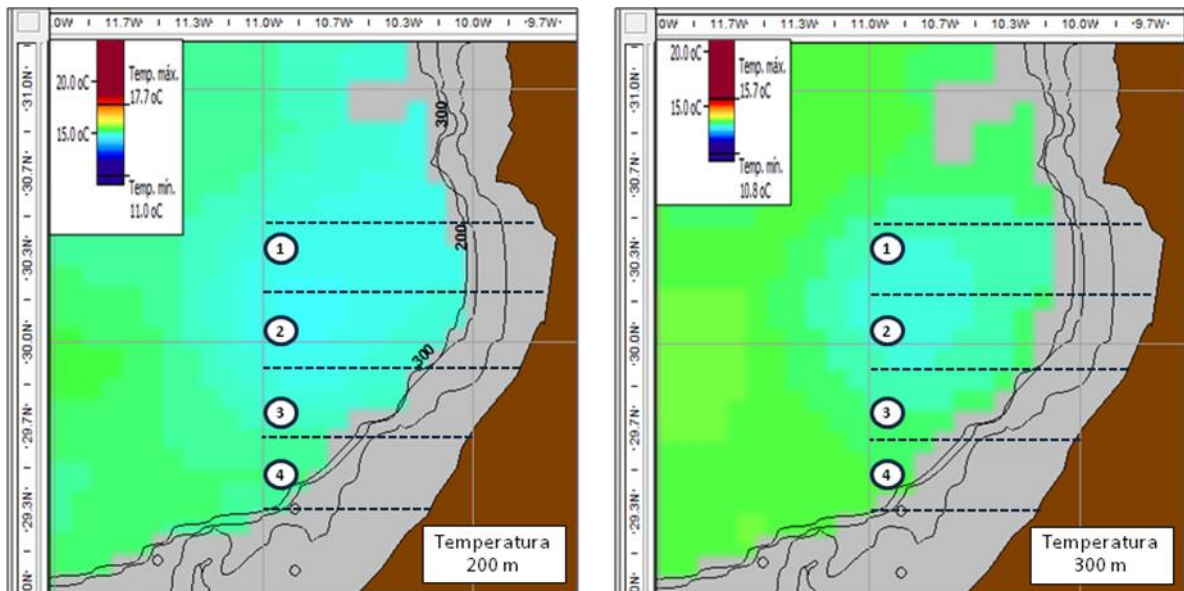 .0W ·11.7W· ·11.3W· 11.0W ·10.7W· ·10.3W· 10.0W ·9.7W·
20.0 oC
Temp. máx.
17.7 oC
15.0 oC
Temp. mín.
11.0 oC
·31.0N·
·30.7N·
·30.3N·
·30.0N·
·29.7N·
·29.3N·
300
200
300
1
2
3
4
Temperatura
200 m
.0W ·11.7W· ·11.3W· 11.0W ·10.7W· 10.3W· 10.0W ·9.7W·
20.0 oC
Temp. máx.
15.7 oC
15.0 oC
Temp. mín.
10.8 oC
·31.0N·
·30.7N·
·30.3N·
·30.0N·
·29.7N·
·29.3N·
1
2
3
4
Temperatura
300 m